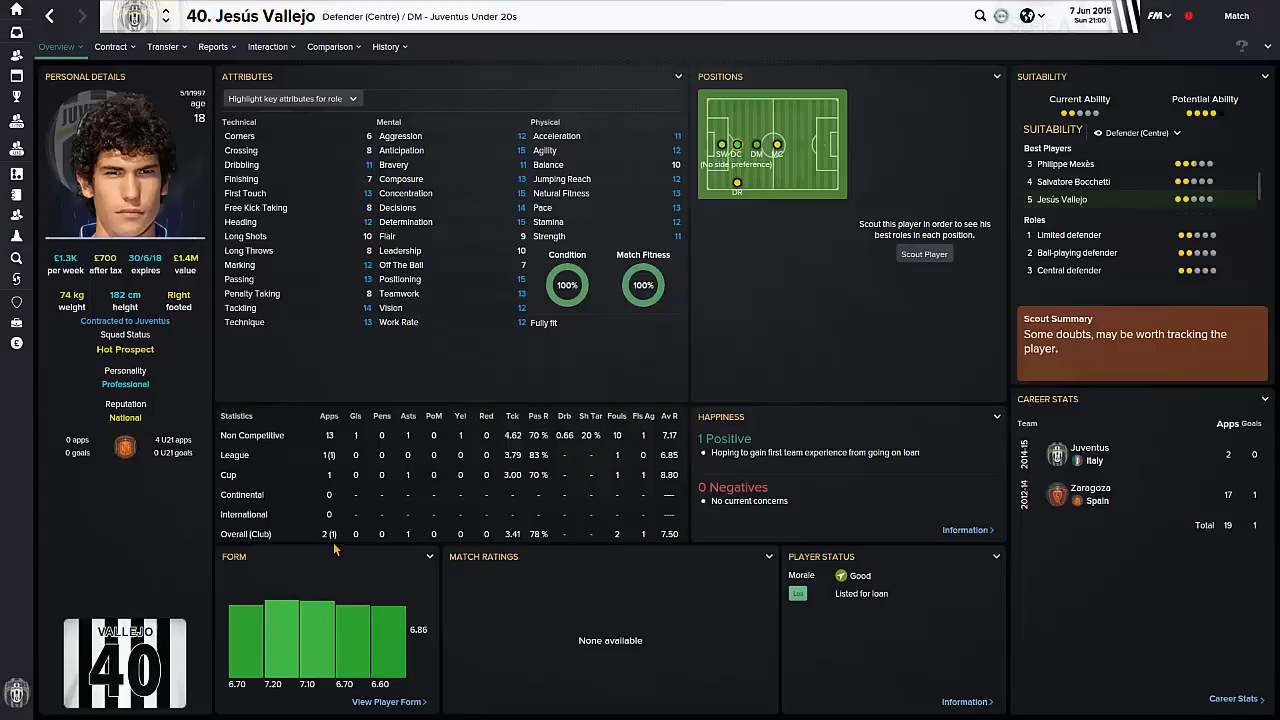 40. Jesús Vallejo Defender (Centre) / DM - Juventus Under 20s
7 Jun 2015
Sun 21:00
FM
Match
Overview Contract Transfer Reports Interaction Comparison History
PERSONAL DETAILS
5/1/1997
age
18
£1.3K £700 30/6/18 £1.4M
per week after tax expires value
74 kg 182 cm Right
weight height footed
Contracted to Juventus
Squad Status
Hot Prospect
Personality
Professional
Reputation
National
0 apps 4 U21 apps
0 goals 0 U21 goals
VALLEJO
40
ATTRIBUTES
Highlight key attributes for role
Technical Mental Physical
Corners 6 Aggression 12 Acceleration 11
Crossing 8 Anticipation 15 Agility 12
Dribbling 11 Bravery 11 Balance 10
Finishing 7 Composure 13 Jumping Reach 12
First Touch 13 Concentration 15 Natural Fitness 13
Free Kick Taking 8 Decisions 14 Pace 13
Heading 12 Determination 15 Stamina 12
Long Shots 10 Flair 9 Strength 11
Long Throws 8 Leadership 10
Marking 12 Off The Ball 7
Passing 13 Positioning 15
Penalty Taking 8 Teamwork 13
Tackling 14 Vision 12
Technique 13 Work Rate 12
Condition Match Fitness
100% 100%
Fully fit
POSITIONS
SW DC DM MC
(No side preference)
DR
Scout this player in order to see his
best roles in each position.
Scout Player
SUITABILITY
Current Ability Potential Ability
SUITABILITY Defender (Centre)
Best Players
3 Philippe Mexès
4 Salvatore Bocchetti
5 Jesús Vallejo
Roles
1 Limited defender
2 Ball-playing defender
3 Central defender
Scout Summary
Some doubts, may be worth tracking the
player.
Statistics Apps Gls Pens Asts PoM Yel Red Tck Pas R Drb Sh Tar Fouls Fls Ag Av R
Non Competitive 13 1 0 1 0 1 0 4.62 70 % 0.66 20 % 10 1 7.17
League 1 (1) 0 0 0 0 0 0 3.79 83 % - - 1 0 6.85
Cup 1 0 0 1 0 0 0 3.00 70 % - - 1 1 8.80
Continental 0 - - - - - - - - - - - - ----
International 0 - - - - - - - - - - - - ----
Overall (Club) 2 (1) 0 0 1 0 0 0 3.41 78 % - - 2 1 7.50
HAPPINESS
1 Positive
• Hoping to gain first team experience from going on loan
0 Negatives
• No current concerns
Information >
CAREER STATS
Team Apps Goals
2014-15 Juventus 2 0
Italy
2012-14 Zaragoza 17 1
Spain
Total 19 1
Career Stats >
FORM
6.86
6.70 7.20 7.10 6.70 6.60
View Player Form >
MATCH RATINGS
None available
PLAYER STATUS
Morale Good
Loa Listed for loan
Information >